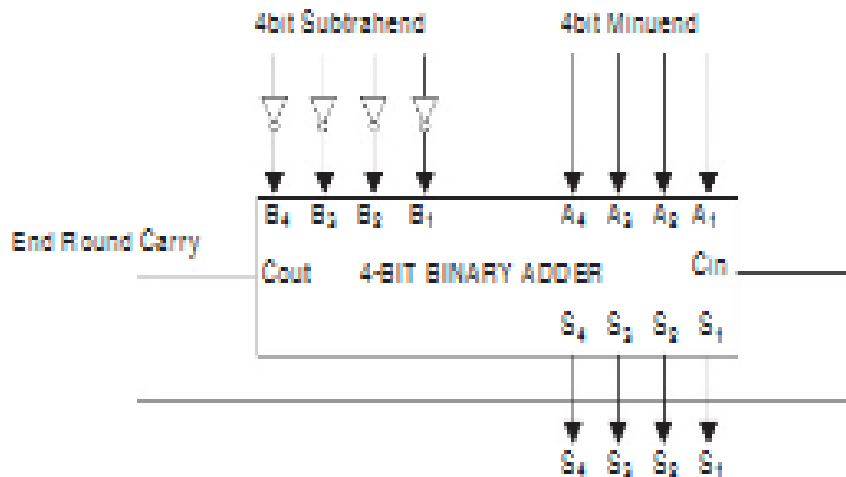 4bit Subtrahend 4bit Minuend
B₄ B₃ B₂ B₁ A₄ A₃ A₂ A₁
End Round Carry
Cout 4-BIT BINARY ADDER Cin
S₄ S₃ S₂ S₁
S₄ S₃ S₂ S₁